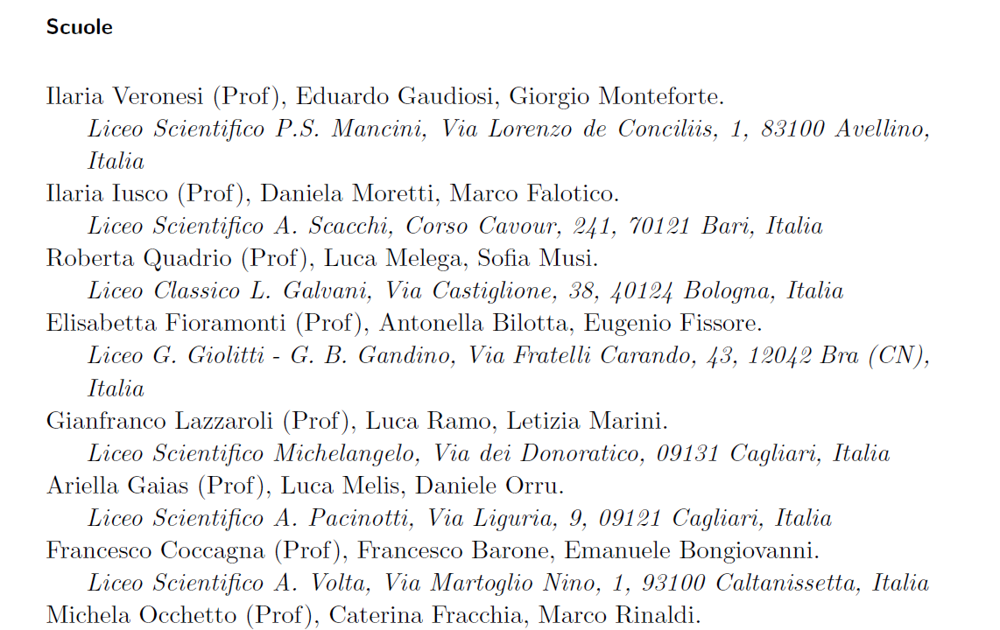 Scuole
Ilaria Veronesi (Prof), Eduardo Gaudiosi, Giorgio Monteforte.
Liceo Scientifico P.S. Mancini, Via Lorenzo de Conciliis, 1, 83100 Avellino,
Italia
Ilaria Iusco (Prof), Daniela Moretti, Marco Falotico.
Liceo Scientifico A. Scacchi, Corso Cavour, 241, 70121 Bari, Italia
Roberta Quadrio (Prof), Luca Melega, Sofia Musi.
Liceo Classico L. Galvani, Via Castiglione, 38, 40124 Bologna, Italia
Elisabetta Fioramonti (Prof), Antonella Bilotta, Eugenio Fissore.
Liceo G. Giolitti - G. B. Gandino, Via Fratelli Carando, 43, 12042 Bra (CN),
Italia
Gianfranco Lazzaroli (Prof), Luca Ramo, Letizia Marini.
Liceo Scientifico Michelangelo, Via dei Donoratico, 09131 Cagliari, Italia
Ariella Gaias (Prof), Luca Melis, Daniele Orru.
Liceo Scientifico A. Pacinotti, Via Liguria, 9, 09121 Cagliari, Italia
Francesco Coccagna (Prof), Francesco Barone, Emanuele Bongiovanni.
Liceo Scientifico A. Volta, Via Martoglio Nino, 1, 93100 Caltanissetta, Italia
Michela Occhetto (Prof), Caterina Fracchia, Marco Rinaldi.